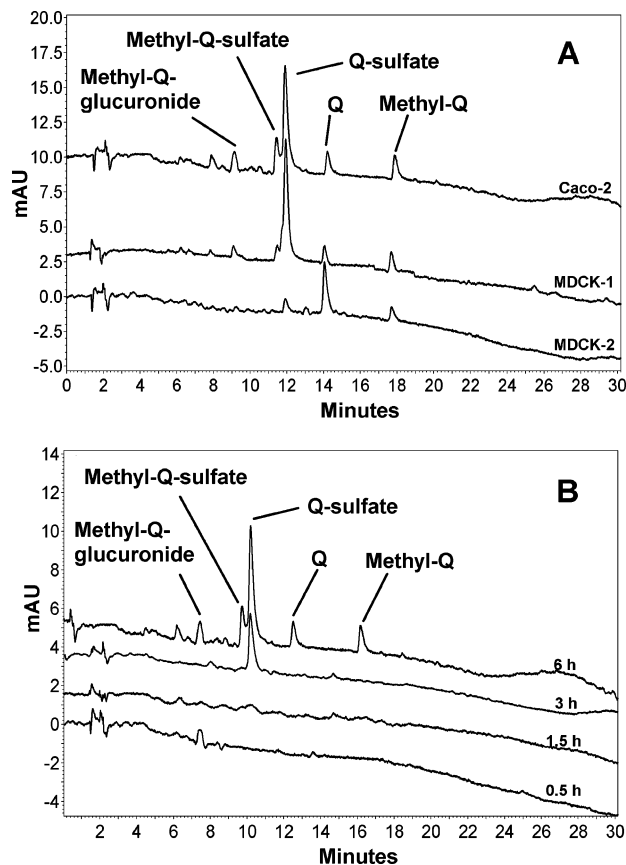 A
20.0
17.5
15.0
12.5
10.0
7.5
5.0
2.5
0.0
-2.5
-5.0
mAU
Methyl-Q-sulfate
Q-sulfate
Methyl-Q-
glucuronide
Q
Methyl-Q
Caco-2
MDCK-1
MDCK-2
0 2 4 6 8 10 12 14 16 18 20 22 24 26 28 30
Minutes
B
14
12
10
8
6
4
2
0
-2
-4
mAU
Methyl-Q-sulfate
Q-sulfate
Methyl-Q-
glucuronide
Q
Methyl-Q
6 h
3 h
1.5 h
0.5 h
2 4 6 8 10 12 14 16 18 20 22 24 26 28 30
Minutes